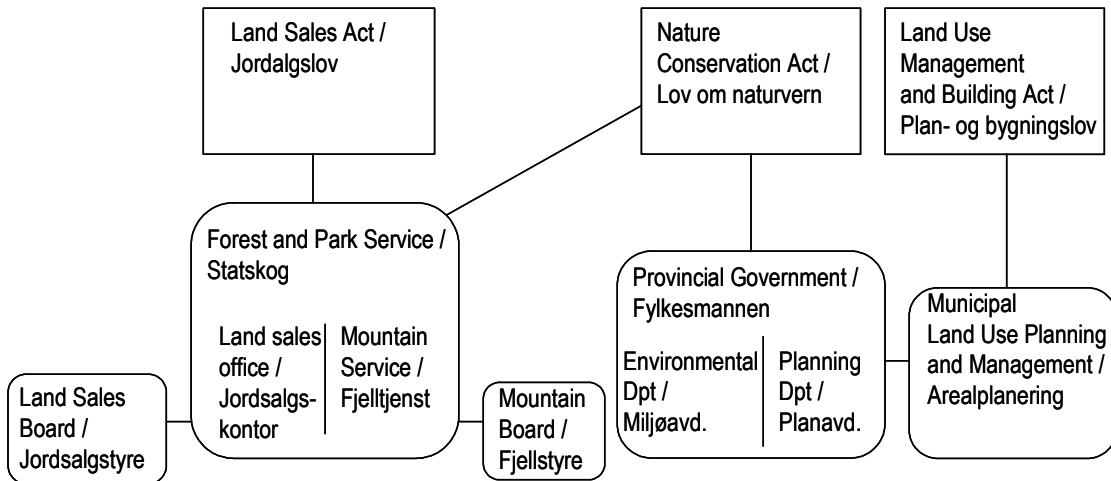 Land Sales Act /
Jordalgslov
Nature
Conservation Act /
Lov om naturvern
Land Use
Management
and Building Act /
Plan- og bygningslov
Forest and Park Service /
Statskog
Land sales
office /
Jordsalgs-
kontor
Mountain
Service /
Fjelltjenst
Land Sales
Board /
Jordsalgstyre
Mountain
Board /
Fjellstyre
Provincial Government /
Fylkesmannen
Environmental
Dpt /
Miljøavd.
Planning
Dpt /
Planavd.
Municipal
Land Use Planning
and Management /
Arealplanering